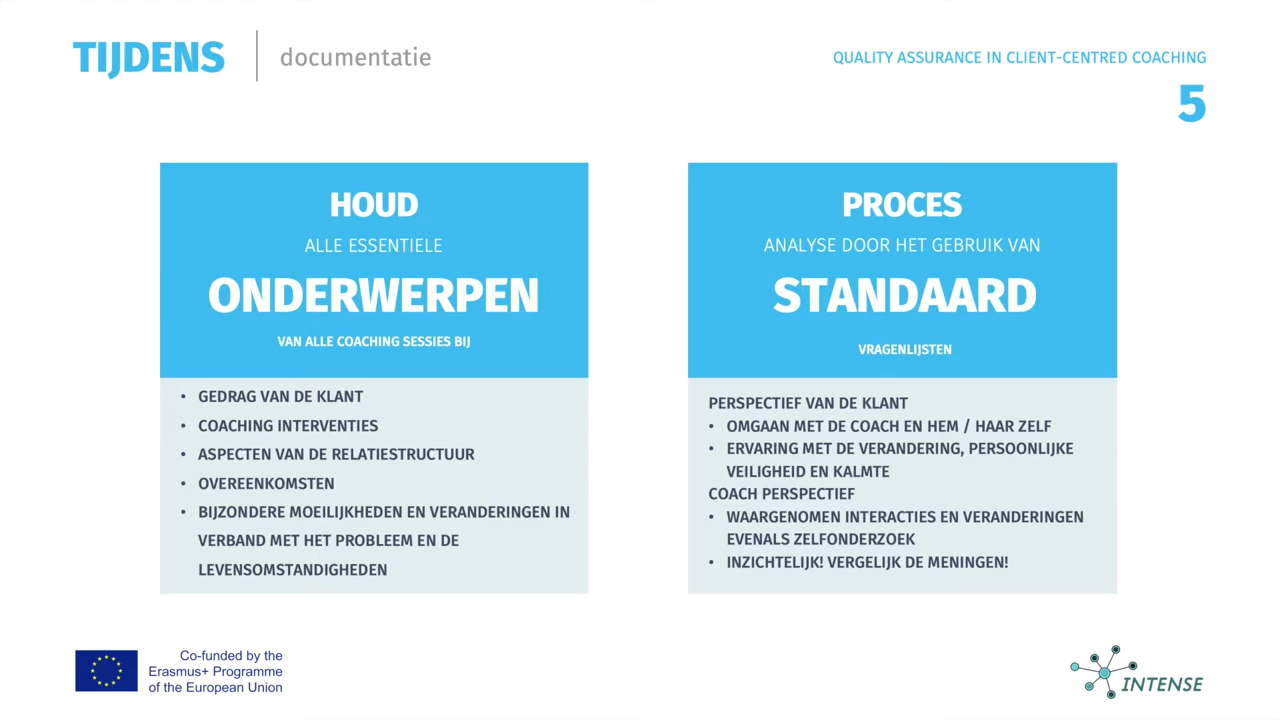 TIJDENS
documentatie
QUALITY ASSURANCE IN CLIENT-CENTRED COACHING
5
HOUD
ALLE ESSENTIELE
ONDERWERPEN
VAN ALLE COACHING SESSIES BIJ
• GEDRAG VAN DE KLANT
• COACHING INTERVENTIES
• ASPECTEN VAN DE RELATIESTRUCTUUR
• OVEREENKOMSTEN
• BIJZONDERE MOEILIJKHEDEN EN VERANDERINGEN IN
VERBAND MET HET PROBLEEM EN DE
LEVENSOMSTANDIGHEDEN
PROCES
ANALYSE DOOR HET GEBRUIK VAN
STANDAARD
VRAGENLIJSTEN
PERSPECTIEF VAN DE KLANT
• OMGAAN MET DE COACH EN HEM / HAAR ZELF
• ERVARING MET DE VERANDERING, PERSOONLIJKE
VEILIGHEID EN KALMTE
COACH PERSPECTIEF
• WAARGENOMEN INTERACTIES EN VERANDERINGEN
EVENALS ZELFONDERZOEK
• INZICHTELIJK! VERGELIJK DE MENINGEN!
Co-funded by the
Erasmus+ Programme
of the European Union
INTENSE